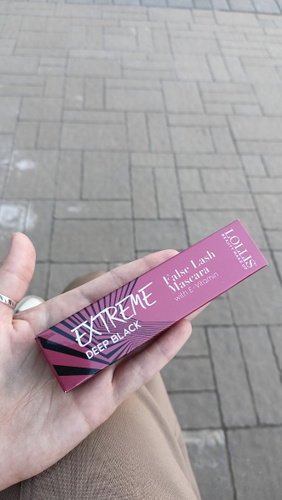 EXTREME
DEEP BLACK
False Lash
Mascara
with E Vitamin
LOLLIS